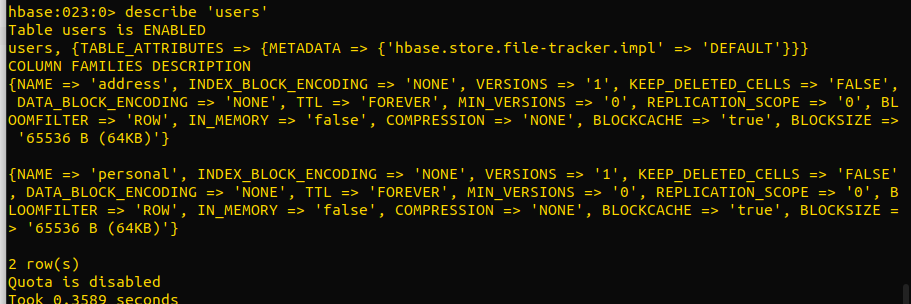 hbase:023:0> describe 'users'
Table users is ENABLED
users, {TABLE_ATTRIBUTES => {METADATA => {'hbase.store.file-tracker.impl' => 'DEFAULT'}}}
COLUMN FAMILIES DESCRIPTION
{NAME => 'address', INDEX_BLOCK_ENCODING => 'NONE', VERSIONS => '1', KEEP_DELETED_CELLS => 'FALSE',
 DATA_BLOCK_ENCODING => 'NONE', TTL => 'FOREVER', MIN_VERSIONS => '0', REPLICATION_SCOPE => '0', BL
OOMFILTER => 'ROW', IN_MEMORY => 'false', COMPRESSION => 'NONE', BLOCKCACHE => 'true', BLOCKSIZE =>
 '65536 B (64KB)'}
{NAME => 'personal', INDEX_BLOCK_ENCODING => 'NONE', VERSIONS => '1', KEEP_DELETED_CELLS => 'FALSE'
, DATA_BLOCK_ENCODING => 'NONE', TTL => 'FOREVER', MIN_VERSIONS => '0', REPLICATION_SCOPE => '0', B
LOOMFILTER => 'ROW', IN_MEMORY => 'false', COMPRESSION => 'NONE', BLOCKCACHE => 'true', BLOCKSIZE =
> '65536 B (64KB)'}
2 row(s)
Quota is disabled
Took 0.3589 seconds